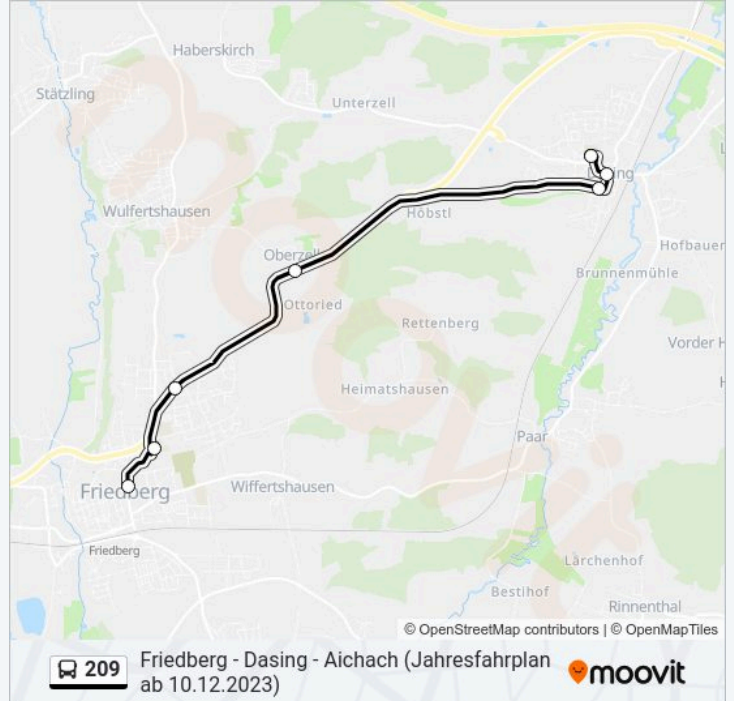 Haberskirch
Stätzling
Unterzell
ing
Wulfertshausen
Höbstl
Hofbauer
Oberzell
Brunnenmühle
Ottoried
Rettenberg
Vorder H
Heimatshausen
Paar
Friedberg
Wiffertshausen
Friedberg
Lärchenhof
Bestihof
Rinnenthal
© OpenStreetMap contributors | © OpenMapTiles
209
Friedberg - Dasing - Aichach (Jahresfahrplan
ab 10.12.2023)
moovit